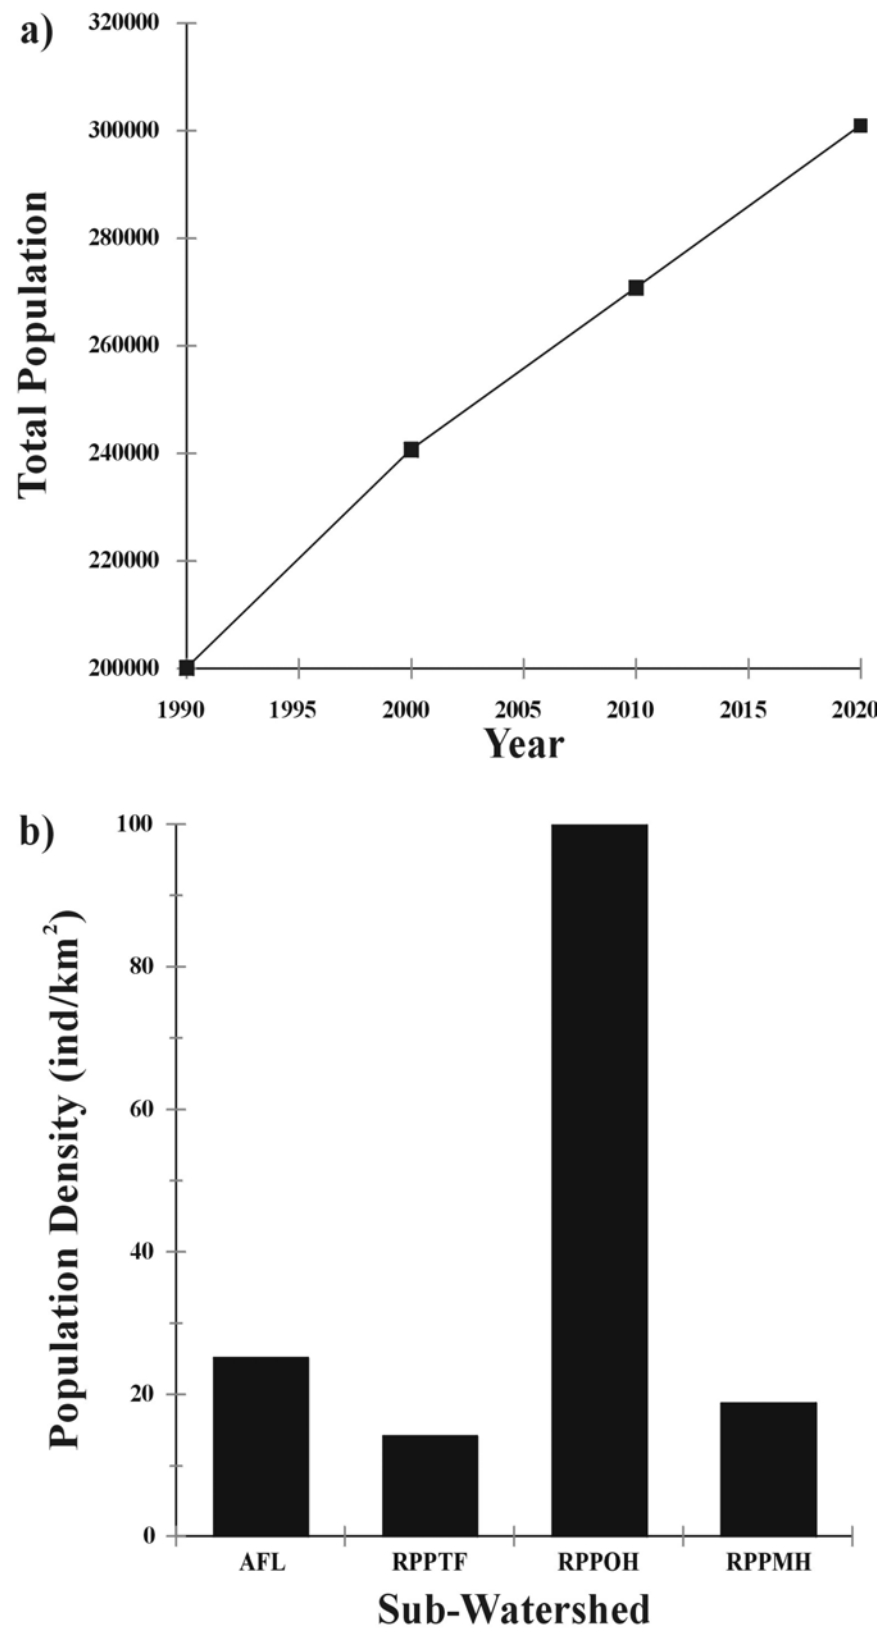 a)
320000
300000
280000
260000
240000
220000
200000
Total Population
1990 1995 2000 2005 2010 2015 2020
Year
b)
100
80
60
40
20
0
Population Density (ind/km²)
AFL RPPTF RPPOH RPPMH
Sub-Watershed